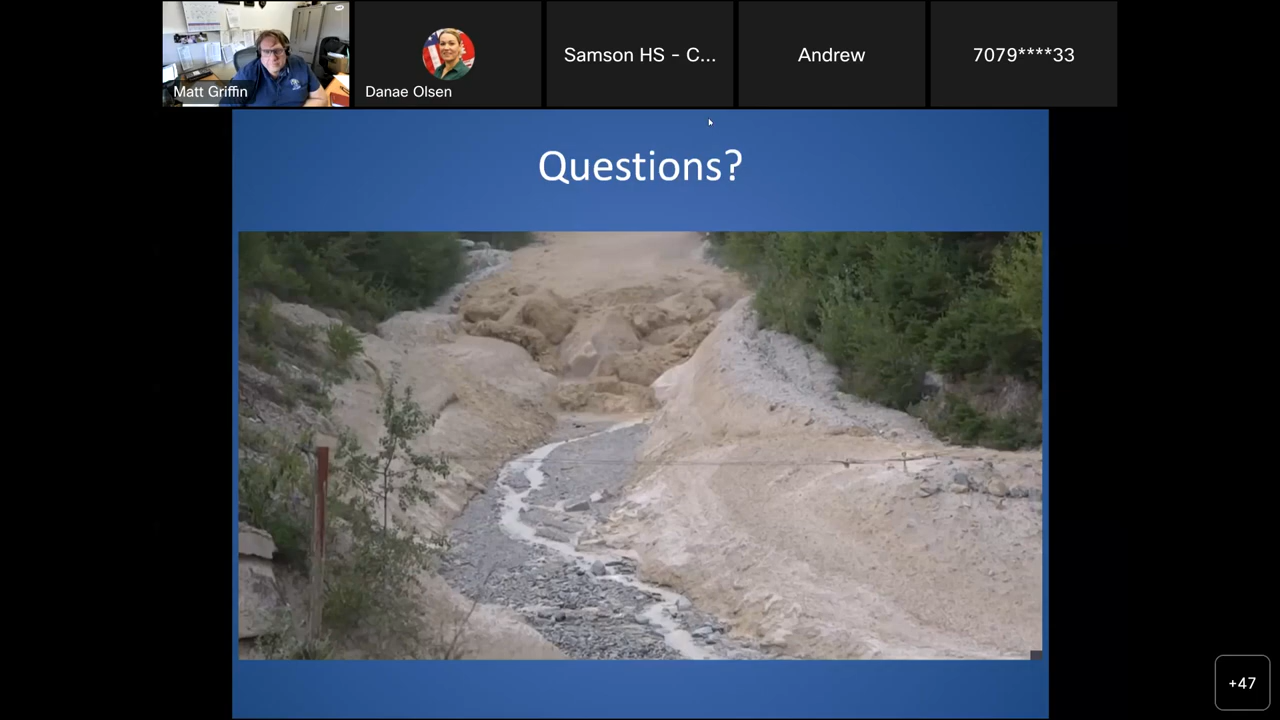 Matt Griffin
Danae Olsen
Samson HS - C...
Andrew
7079****33
Questions?
+47